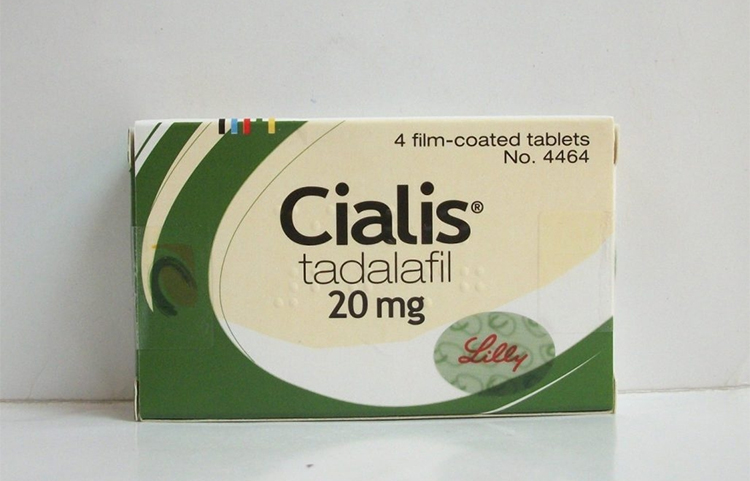 4 film-coated tablets
No. 4464
Cialis®
tadalafil
20 mg
Lilly